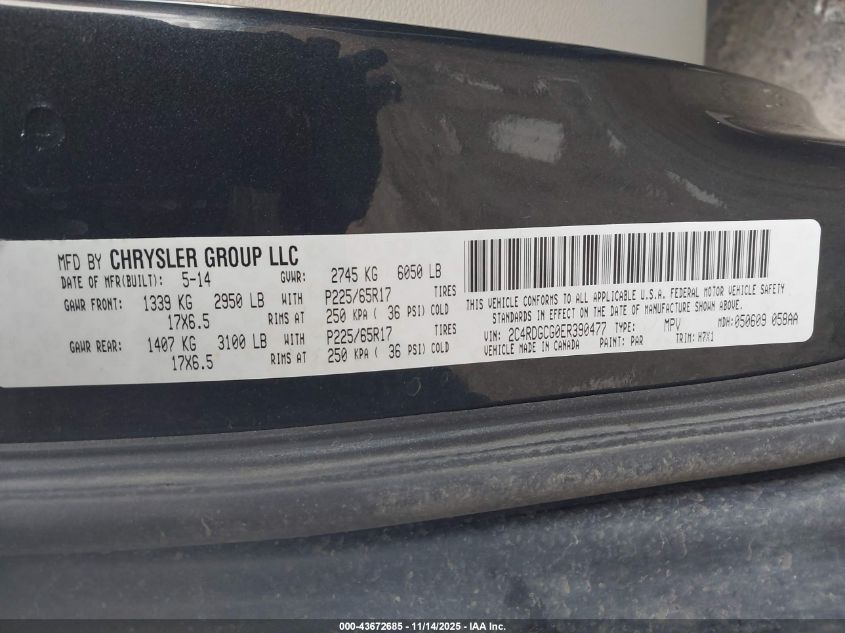 MFD BY CHRYSLER GROUP LLC
DATE OF MFR(BUILT): 5-14 GVWR: 2745 KG 6050 LB
GAWR FRONT: 1339 KG 2950 LB WITH P225/65R17 TIRES
17X6.5 RIMS AT 250 KPA ( 36 PSI) COLD
GAWR REAR: 1407 KG 3100 LB WITH P225/65R17 TIRES
17X6.5 RIMS AT 250 KPA ( 36 PSI) COLD
THIS VEHICLE CONFORMS TO ALL APPLICABLE U.S.A. FEDERAL MOTOR VEHICLE SAFETY
STANDARDS IN EFFECT ON THE DATE OF MANUFACTURE SHOWN ABOVE.
VIN: 2C4RDGCG0ER390477 TYPE: MPV MDH: 050609 058AA
VEHICLE MADE IN CANADA PAINT: PAR TRIM: H7X1
000-43672685 - 11/14/2025 - IAA Inc.